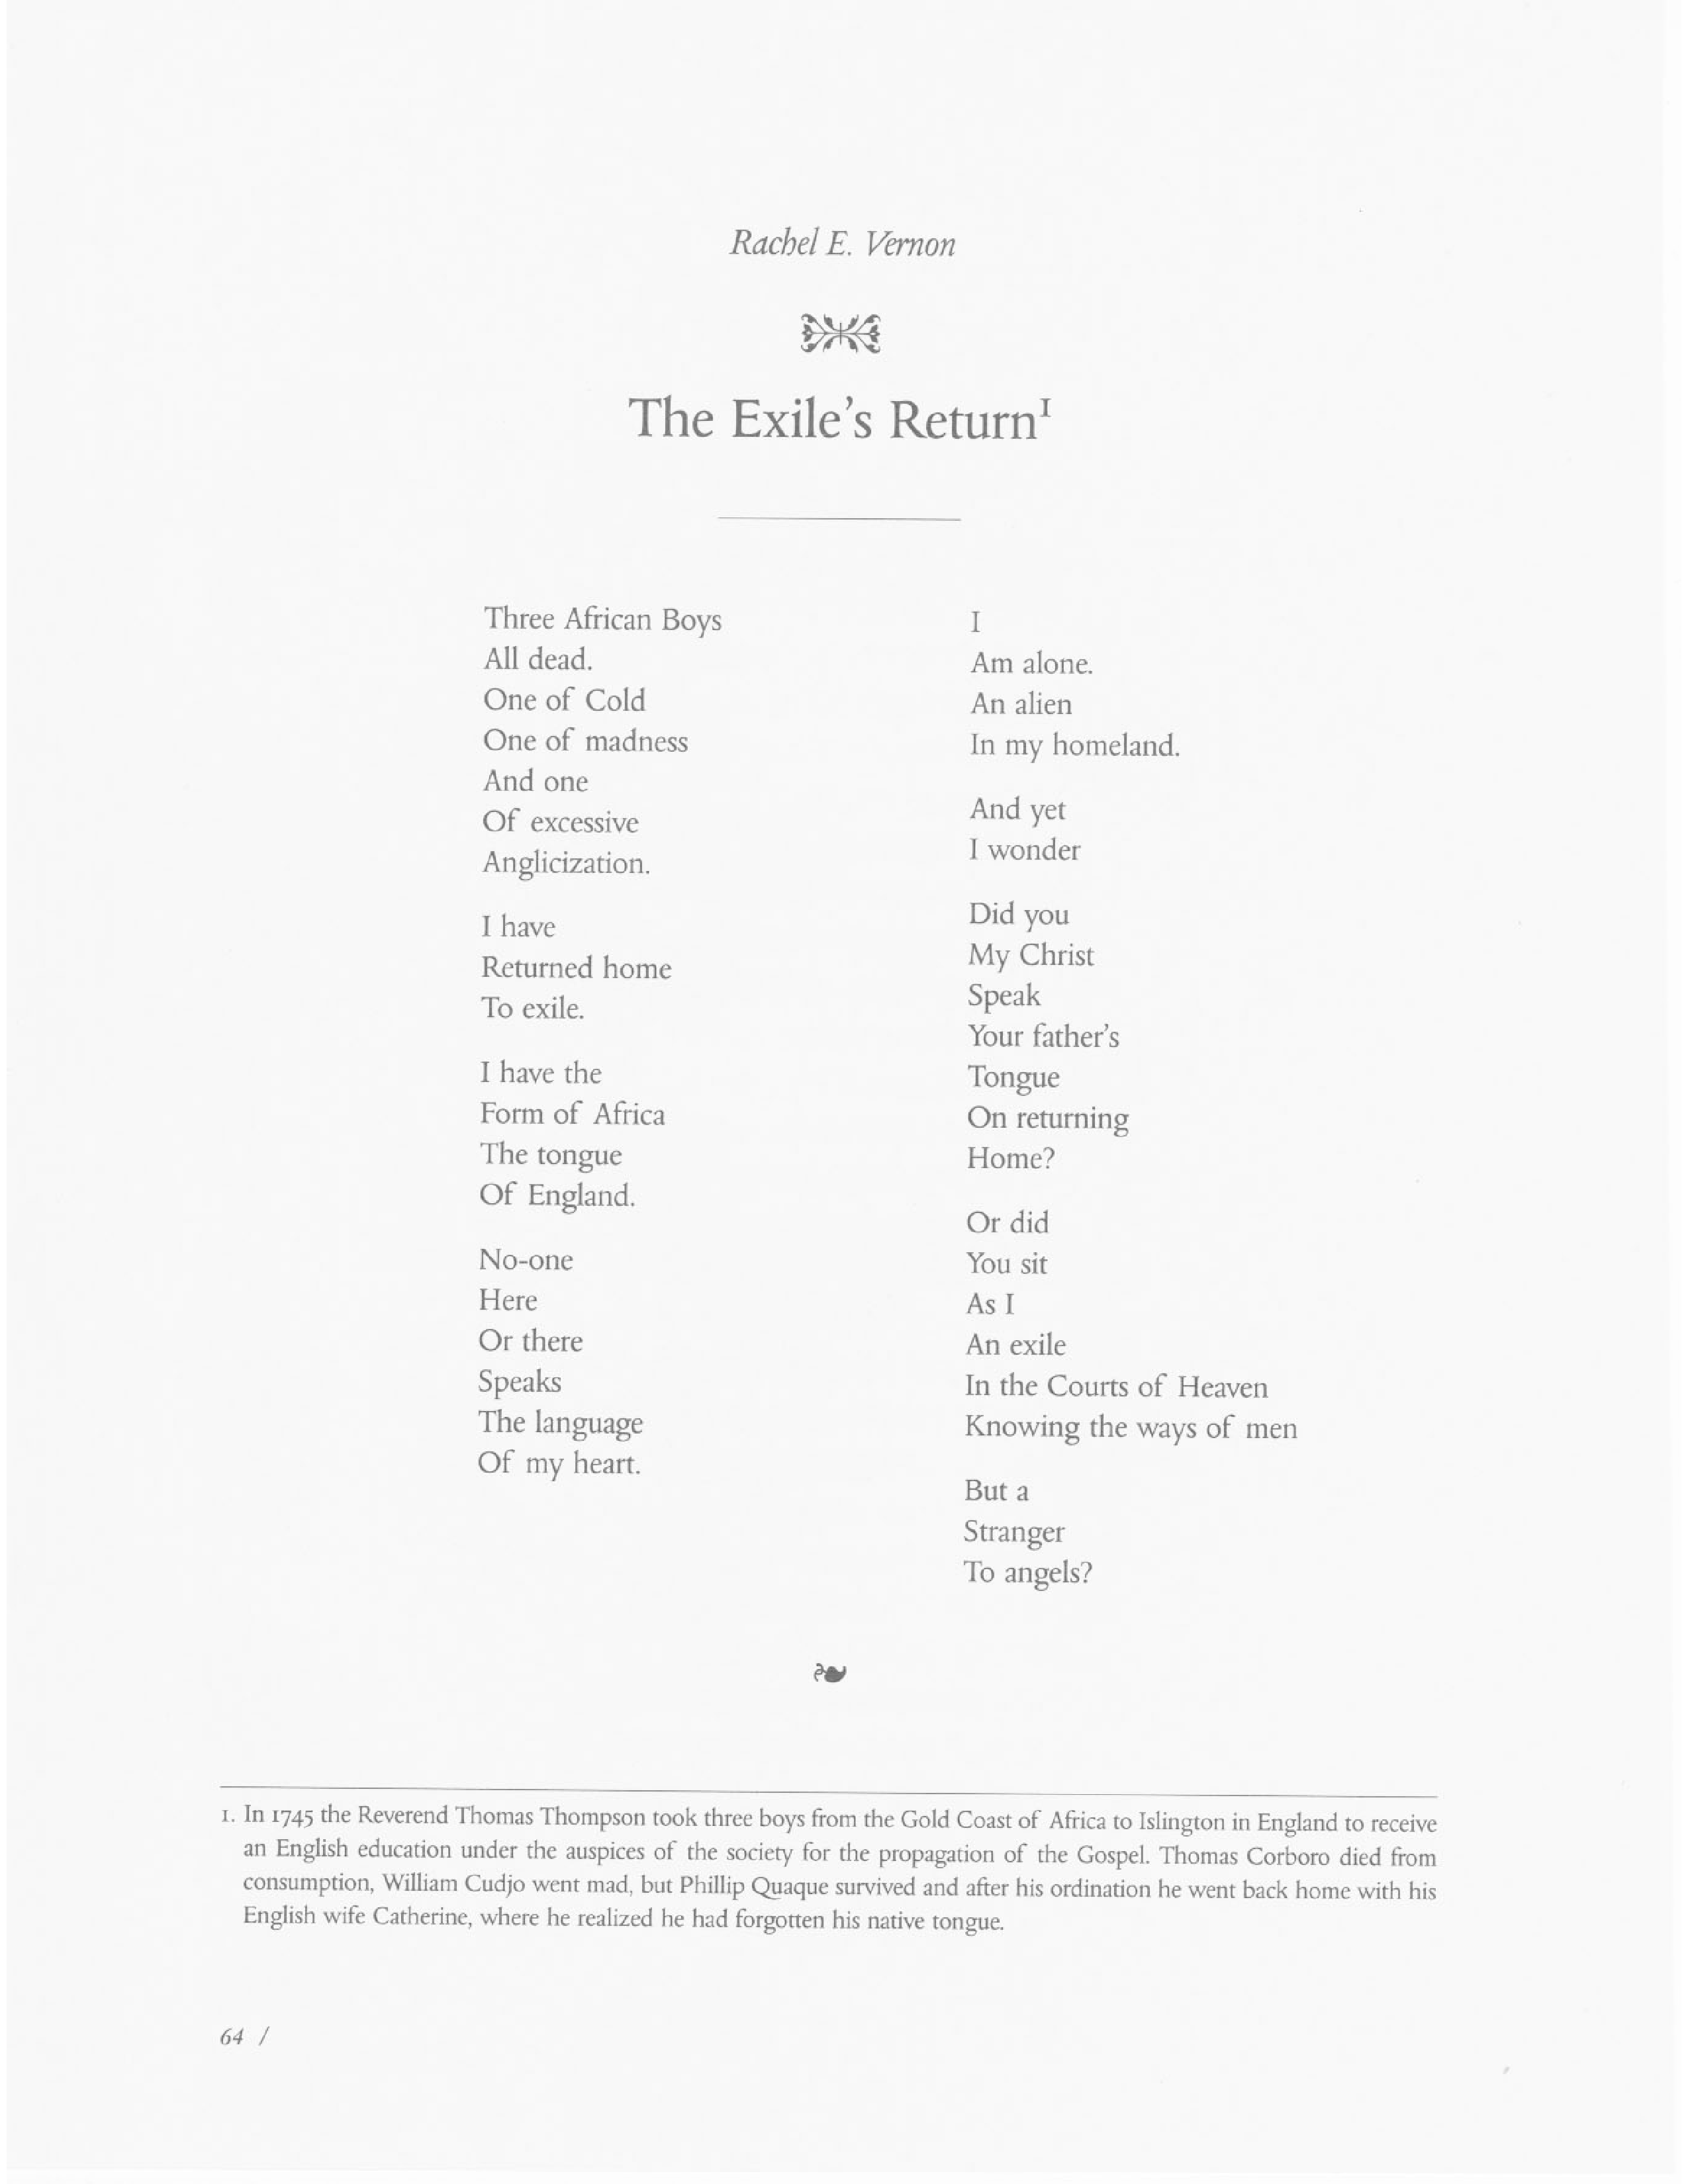 Rachel E. Vernon
The Exile's Return¹
Three African Boys
All dead.
One of Cold
One of madness
And one
Of excessive
Anglicization.
I have
Returned home
To exile.
I have the
Form of Africa
The tongue
Of England.
No-one
Here
Or there
Speaks
The language
Of my heart.
I
Am alone.
An alien
In my homeland.
And yet
I wonder
Did you
My Christ
Speak
Your father's
Tongue
On returning
Home?
Or did
You sit
As I
An exile
In the Courts of Heaven
Knowing the ways of men
But a
Stranger
To angels?
1. In 1745 the Reverend Thomas Thompson took three boys from the Gold Coast of Africa to Islington in England to receive
an English education under the auspices of the society for the propagation of the Gospel. Thomas Corboro died from
consumption, William Cudjo went mad, but Phillip Quaque survived and after his ordination he went back home with his
English wife Catherine, where he realized he had forgotten his native tongue.
64 /